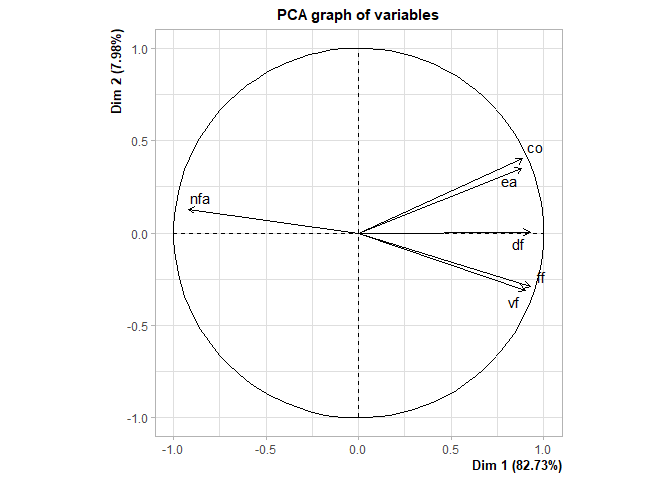 PCA graph of variables
Dim 2 (7.98%)
1.0
0.5
0.0
-0.5
-1.0
co
ea
nfa
df
ff
vf
-1.0
-0.5
0.0
0.5
1.0
Dim 1 (82.73%)